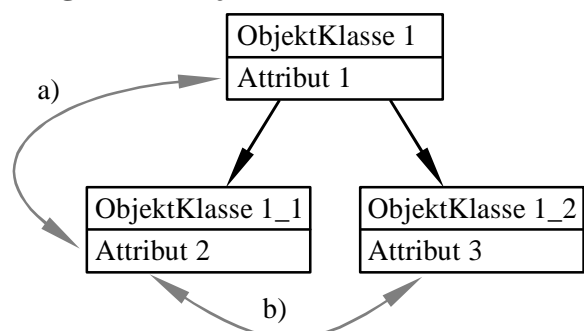 ObjektKlasse 1
Attribut 1
a)
ObjektKlasse 1_1
Attribut 2
ObjektKlasse 1_2
Attribut 3
b)